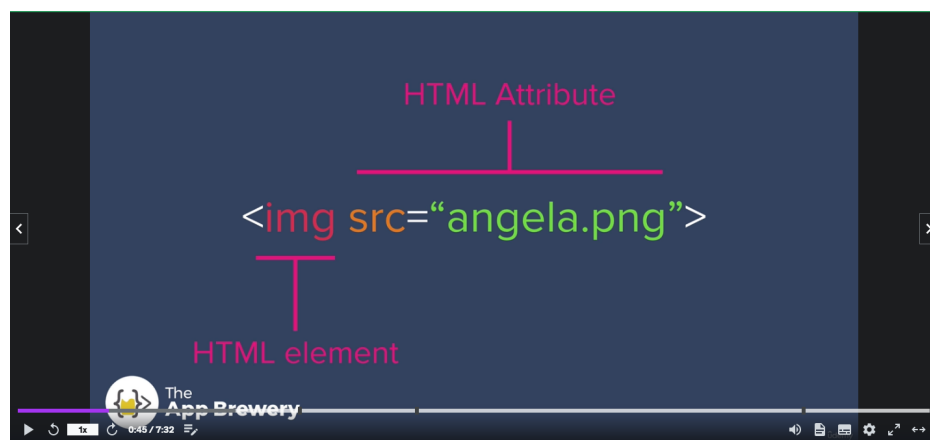 HTML Attribute
<img src=“angela.png”>
HTML element
The
App Brewery
1x
0:45 / 7:32